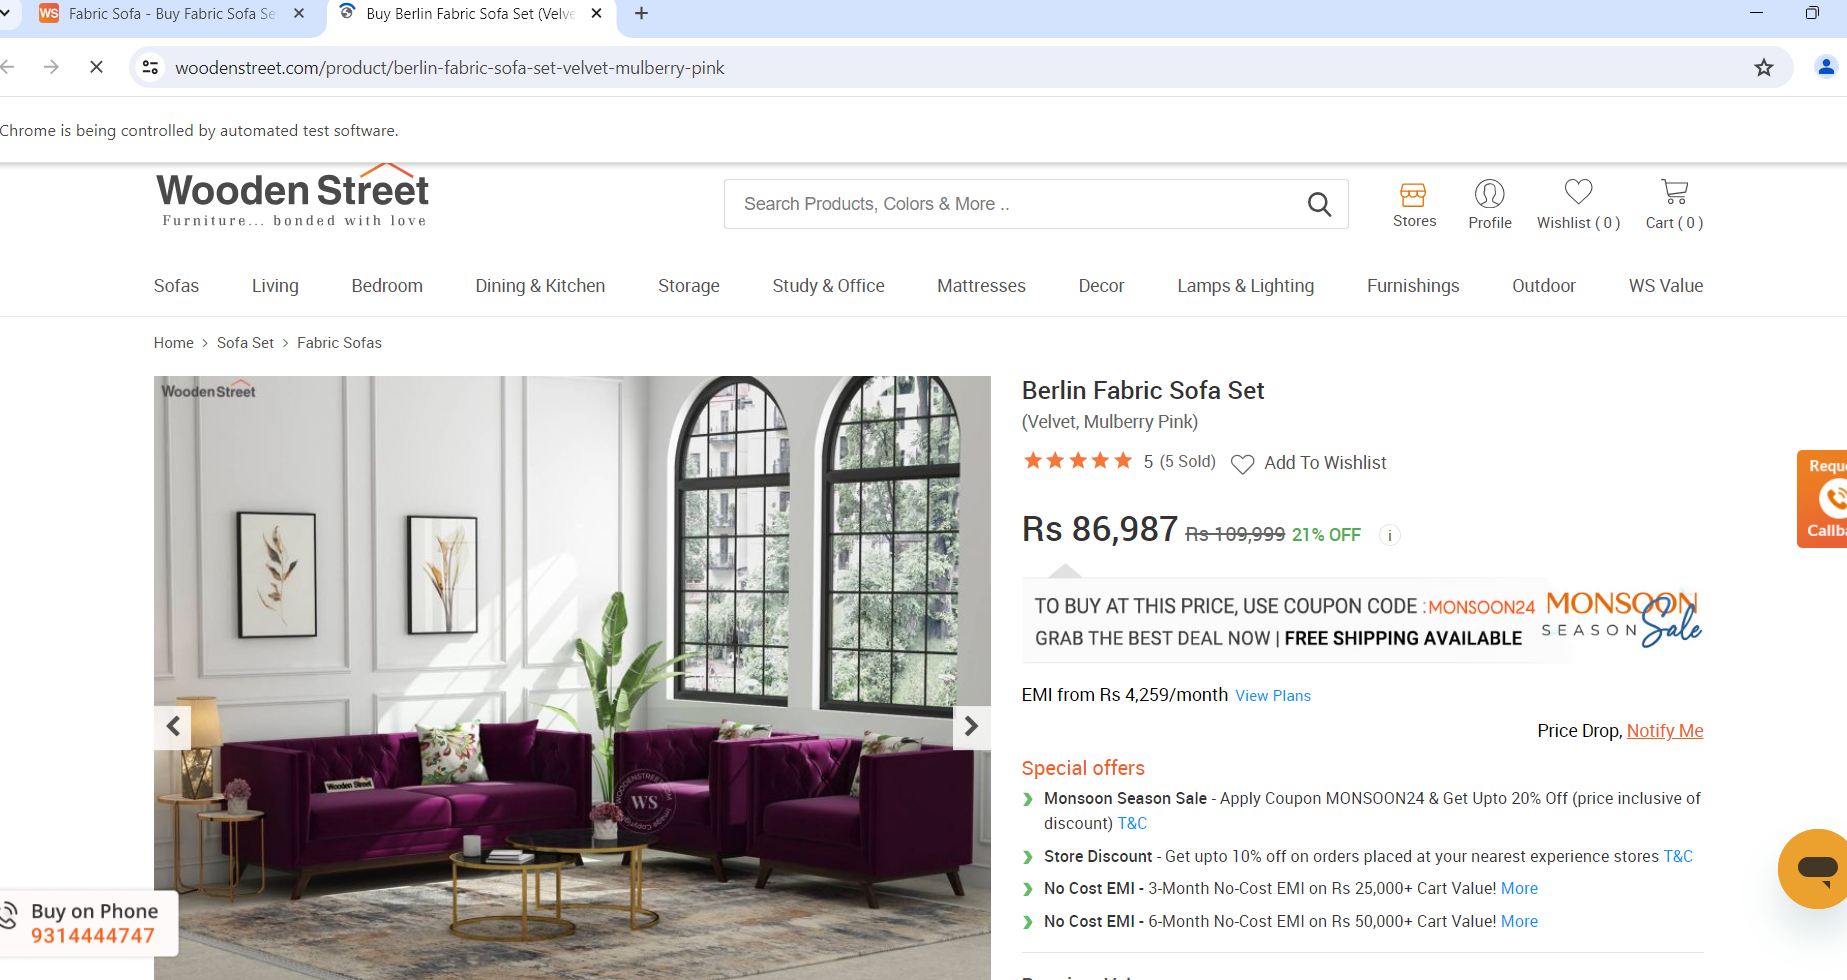 Fabric Sofa - Buy Fabric Sofa Se
Buy Berlin Fabric Sofa Set (Velve
woodenstreet.com/product/berlin-fabric-sofa-set-velvet-mulberry-pink
Chrome is being controlled by automated test software.
Wooden Street
Furniture... bonded with love
Search Products, Colors & More ..
Stores
Profile
Wishlist ( 0 )
Cart ( 0 )
Sofas
Living
Bedroom
Dining & Kitchen
Storage
Study & Office
Mattresses
Decor
Lamps & Lighting
Furnishings
Outdoor
WS Value
Home > Sofa Set > Fabric Sofas
WoodenStreet
Wooden Street
WOODENSTREET.COM
WS
Berlin Fabric Sofa Set
(Velvet, Mulberry Pink)
5 (5 Sold) Add To Wishlist
Rs 86,987 Rs 109,999 21% OFF i
TO BUY AT THIS PRICE, USE COUPON CODE :MONSOON24
GRAB THE BEST DEAL NOW | FREE SHIPPING AVAILABLE
MONSOON
SEASON Sale
EMI from Rs 4,259/month View Plans
Price Drop, Notify Me
Special offers
Monsoon Season Sale - Apply Coupon MONSOON24 & Get Upto 20% Off (price inclusive of
discount) T&C
Store Discount - Get upto 10% off on orders placed at your nearest experience stores T&C
No Cost EMI - 3-Month No-Cost EMI on Rs 25,000+ Cart Value! More
No Cost EMI - 6-Month No-Cost EMI on Rs 50,000+ Cart Value! More
Reque
Callba
Buy on Phone
9314444747